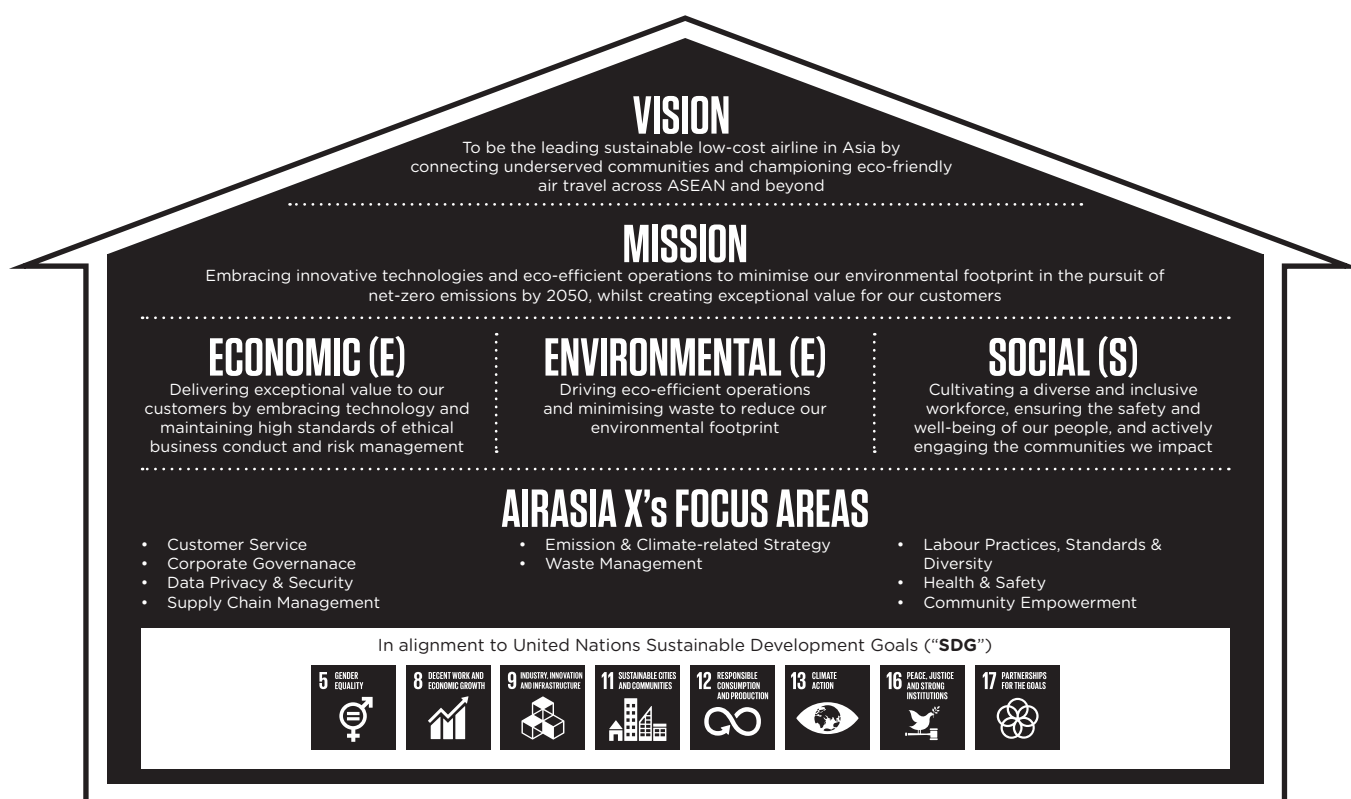 VISION
To be the leading sustainable low-cost airline in Asia by
connecting underserved communities and championing eco-friendly
air travel across ASEAN and beyond
MISSION
Embracing innovative technologies and eco-efficient operations to minimise our environmental footprint in the pursuit of
net-zero emissions by 2050, whilst creating exceptional value for our customers
ECONOMIC (E)
Delivering exceptional value to our
customers by embracing technology and
maintaining high standards of ethical
business conduct and risk management
ENVIRONMENTAL (E)
Driving eco-efficient operations
and minimising waste to reduce our
environmental footprint
SOCIAL (S)
Cultivating a diverse and inclusive
workforce, ensuring the safety and
well-being of our people, and actively
engaging the communities we impact
AIRASIA X's FOCUS AREAS
• Customer Service
• Corporate Governanace
• Data Privacy & Security
• Supply Chain Management
• Emission & Climate-related Strategy
• Waste Management
• Labour Practices, Standards &
Diversity
• Health & Safety
• Community Empowerment
In alignment to United Nations Sustainable Development Goals (“SDG”)
5 GENDER
EQUALITY
8 DECENT WORK AND
ECONOMIC GROWTH
9 INDUSTRY, INNOVATION
AND INFRASTRUCTURE
11 SUSTAINABLE CITIES
AND COMMUNITIES
12 RESPONSIBLE
CONSUMPTION
AND PRODUCTION
13 CLIMATE
ACTION
16 PEACE, JUSTICE
AND STRONG
INSTITUTIONS
17 PARTNERSHIPS
FOR THE GOALS